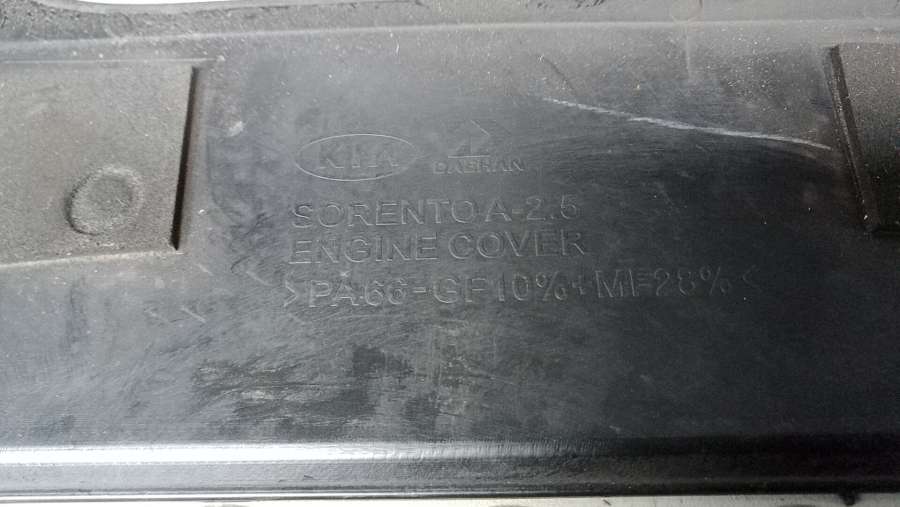 KIA DAEHAN
SORENTO A-2.5
ENGINE COVER
>PA66-GF10%+MF28%<